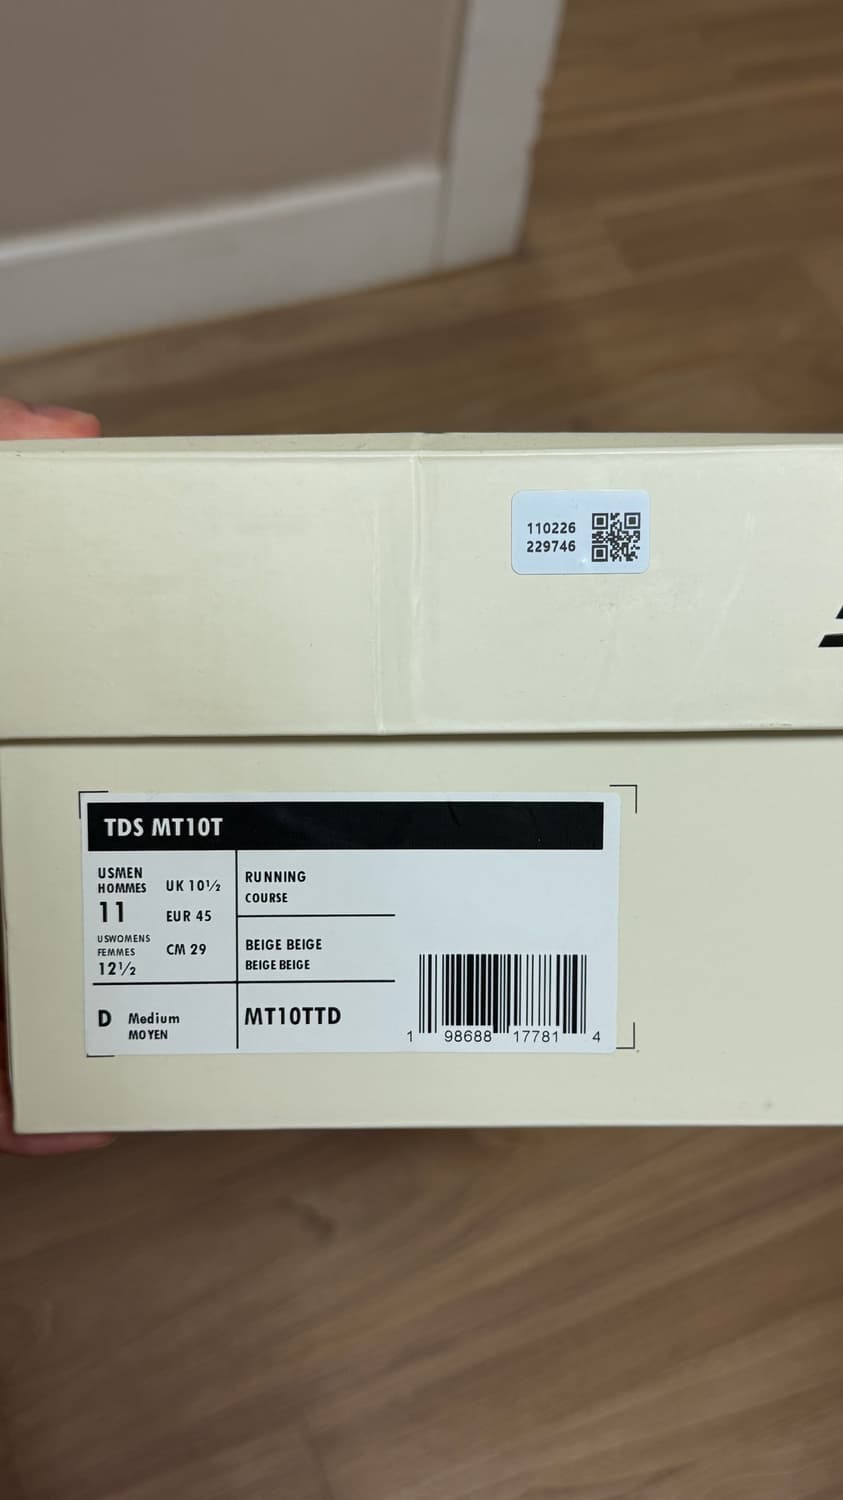 110226
229746
TDS MT10T
USMEN
HOMMES
11
USWOMENS
FEMMES
12½
UK 10½
EUR 45
CM 29
D Medium
MOYEN
RUNNING
COURSE
BEIGE BEIGE
BEIGE BEIGE
MT10TTD
1 98688 17781 4